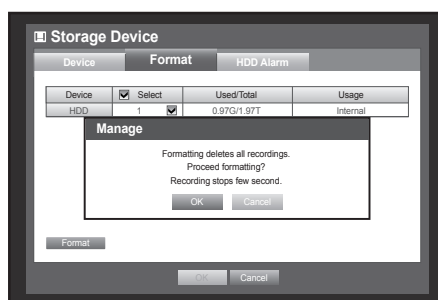 Storage Device
Device Format HDD Alarm
Device Select Used/Total Usage
HDD 1 0.97G/1.97T Internal
Manage
Formatting deletes all recordings.
Proceed formatting?
Recording stops few second.
OK Cancel
Format
OK Cancel